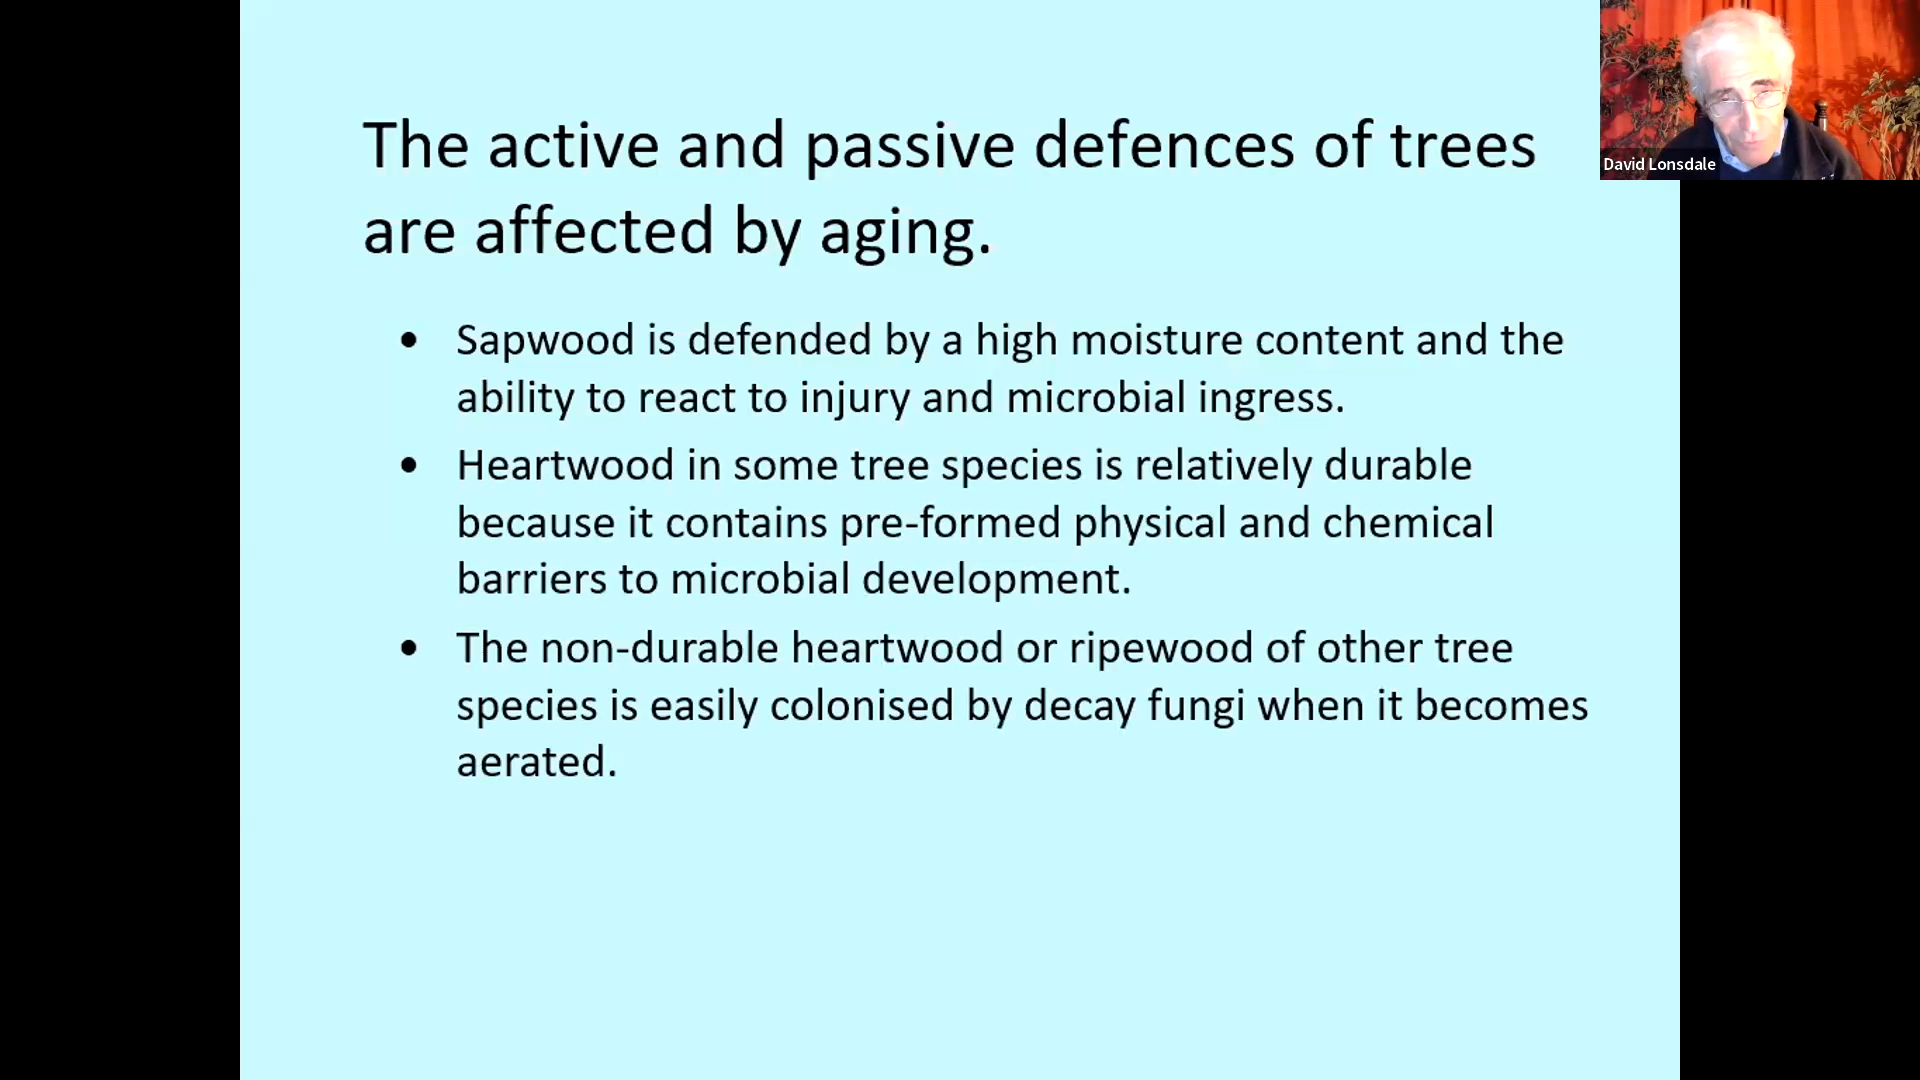 The active and passive defences of trees
are affected by aging.
• Sapwood is defended by a high moisture content and the
ability to react to injury and microbial ingress.
• Heartwood in some tree species is relatively durable
because it contains pre-formed physical and chemical
barriers to microbial development.
• The non-durable heartwood or ripewood of other tree
species is easily colonised by decay fungi when it becomes
aerated.
David Lonsdale